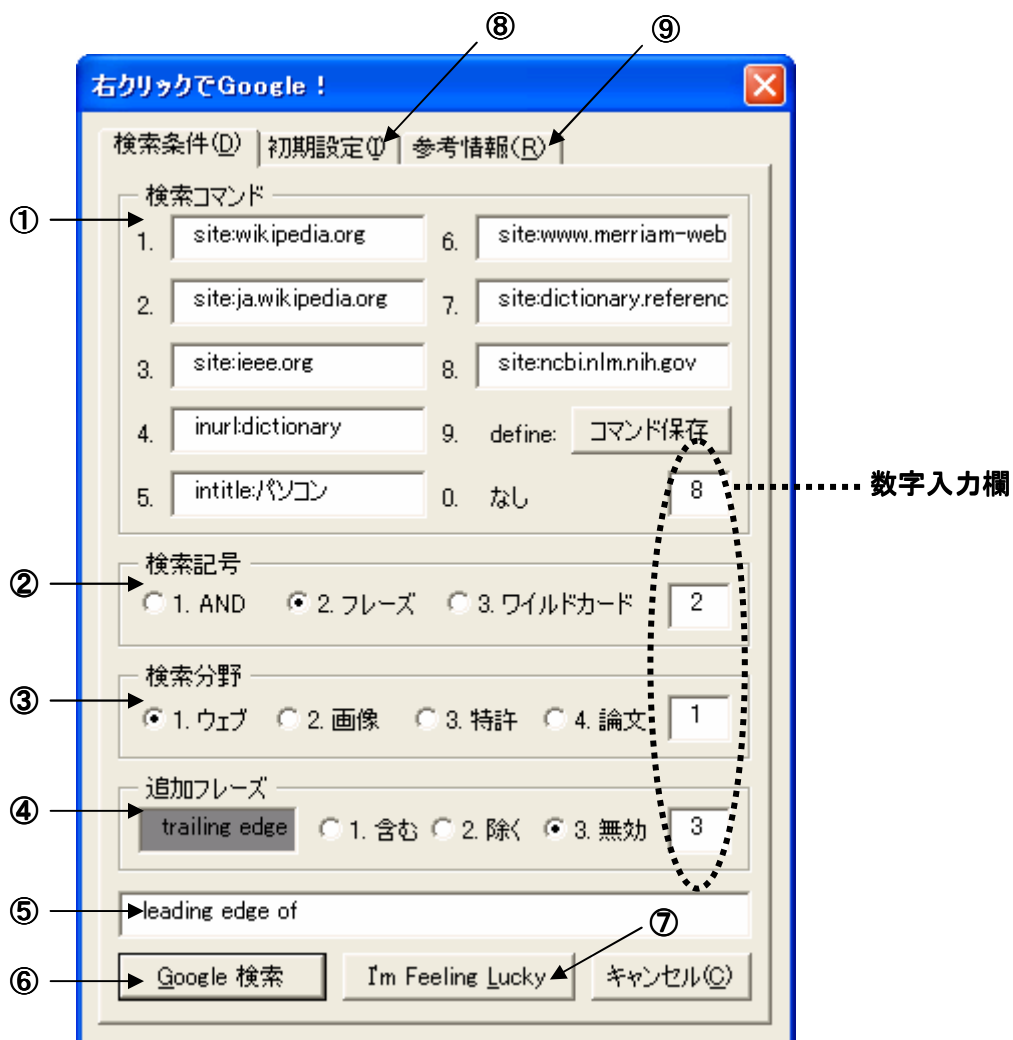 ⑧ ⑨
右クリックでGoogle！
検索条件(D) 初期設定(I) 参考情報(R)
検索コマンド
①
1. site:wikipedia.org 6. site:www.merriam-web
2. site:ja.wikipedia.org 7. site:dictionary.referenc
3. site:ieee.org 8. site:ncbi.nlm.nih.gov
4. inurl:dictionary 9. define: コマンド保存
5. intitle:パソコン 0. なし 8 数字入力欄
検索記号
② 1. AND 2. フレーズ 3. ワイルドカード 2
検索分野
③ 1. ウェブ 2. 画像 3. 特許 4. 論文 1
追加フレーズ
④ trailing edge 1. 含む 2. 除く 3. 無効 3
⑤ leading edge of
⑦
⑥ Google 検索 I'm Feeling Lucky キャンセル(C)